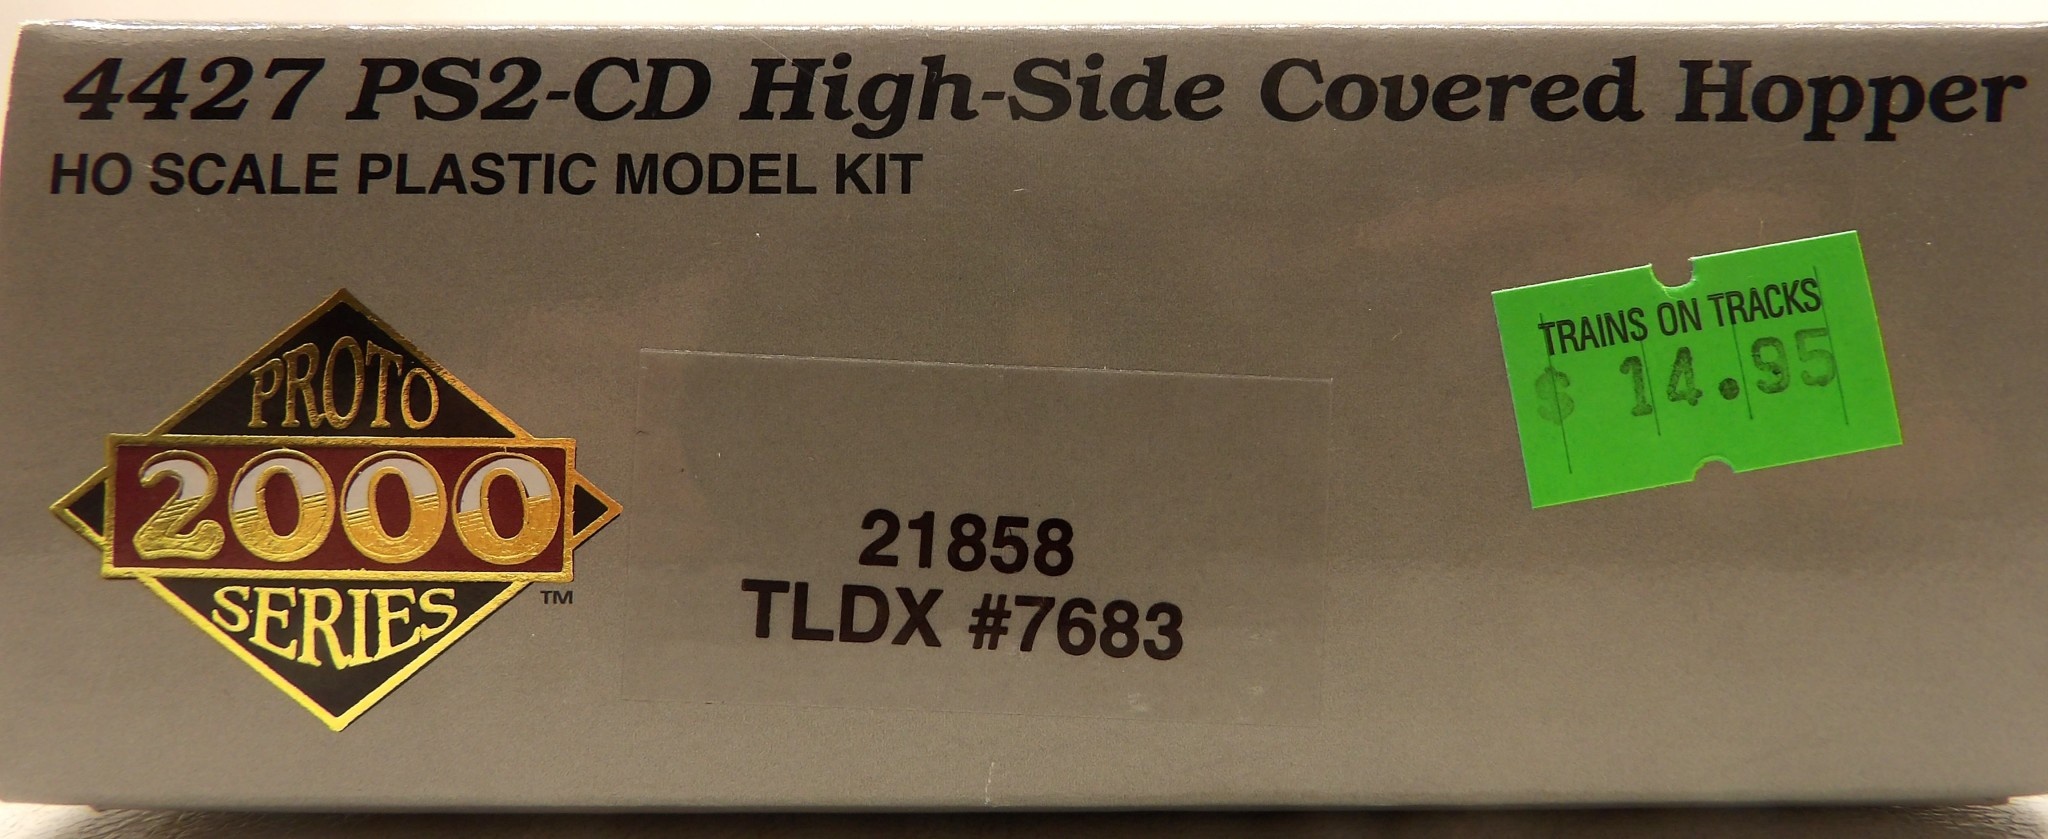 4427 PS2-CD High-Side Covered Hopper
HO SCALE PLASTIC MODEL KIT
PROTO
2000
SERIES
TM
21858
TLDX #7683
TRAINS ON TRACKS
$ 14.95